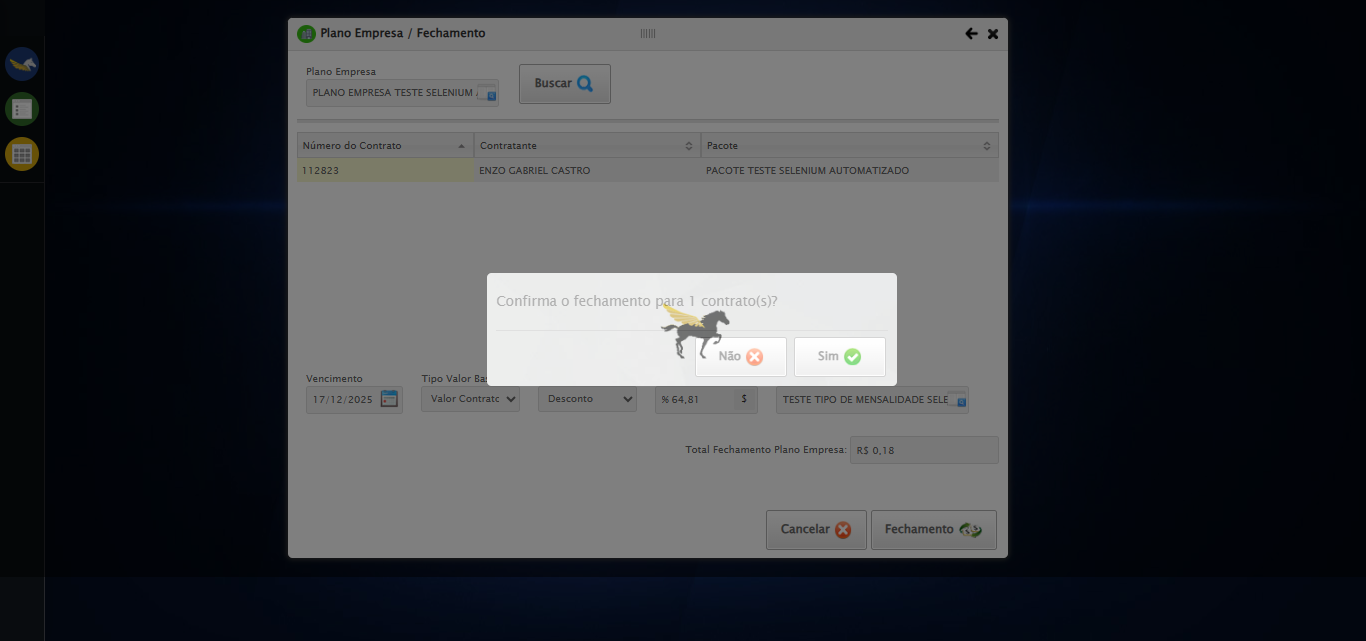 Plano Empresa / Fechamento
Plano Empresa
PLANO EMPRESA TESTE SELENIUM
Buscar
Número do Contrato Contratante Pacote
112823 ENZO GABRIEL CASTRO PACOTE TESTE SELENIUM AUTOMATIZADO
Confirma o fechamento para 1 contrato(s)?
Não Sim
Vencimento Tipo Valor Bas
17/12/2025 Valor Contrato Desconto % 64,81 $ TESTE TIPO DE MENSALIDADE SELE
Total Fechamento Plano Empresa: R$ 0,18
Cancelar Fechamento